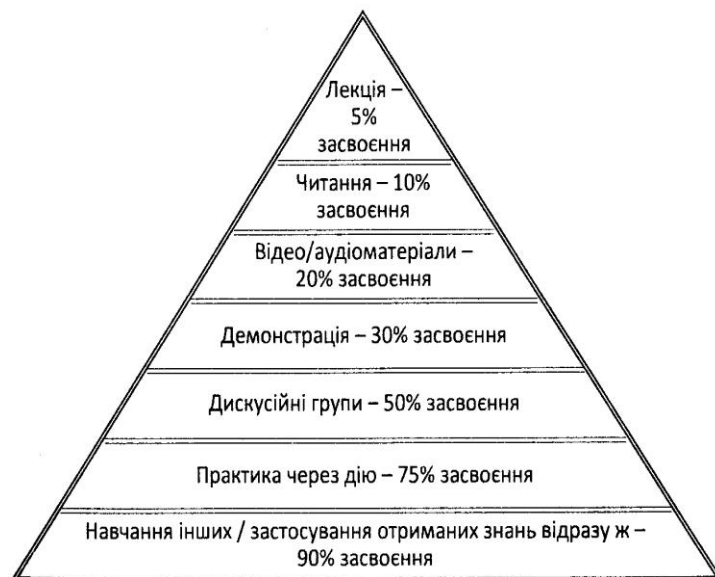 Лекція –
5%
засвоєння
Читання – 10%
засвоєння
Відео/аудіоматеріали –
20% засвоєння
Демонстрація – 30% засвоєння
Дискусійні групи – 50% засвоєння
Практика через дію – 75% засвоєння
Навчання інших / застосування отриманих знань відразу ж –
90% засвоєння